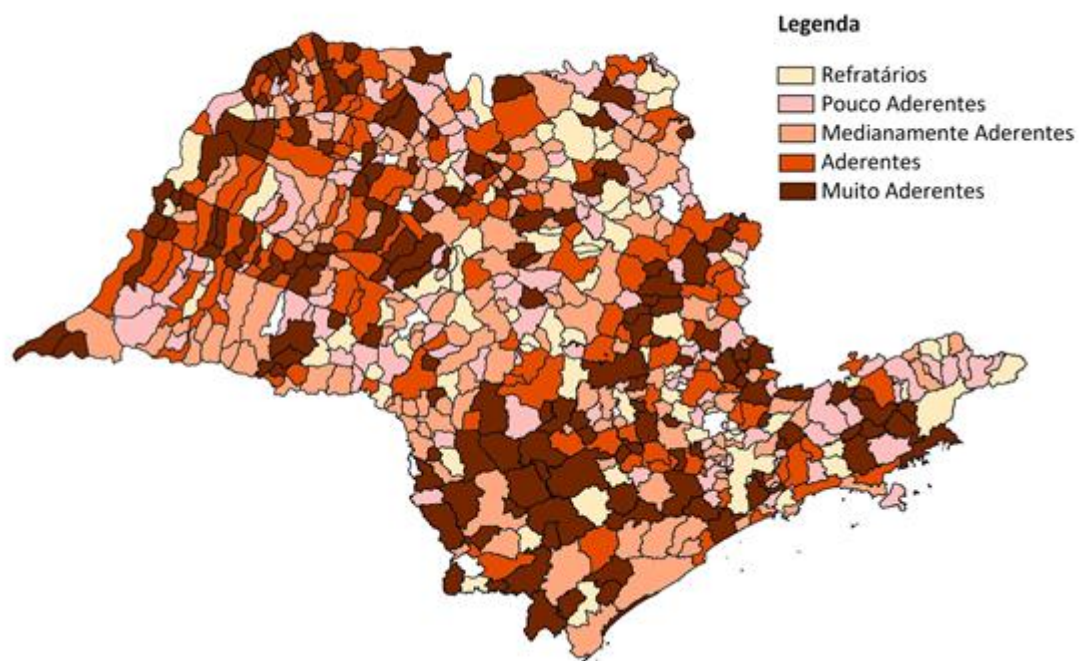 Legenda
Refratários
Pouco Aderentes
Medianamente Aderentes
Aderentes
Muito Aderentes